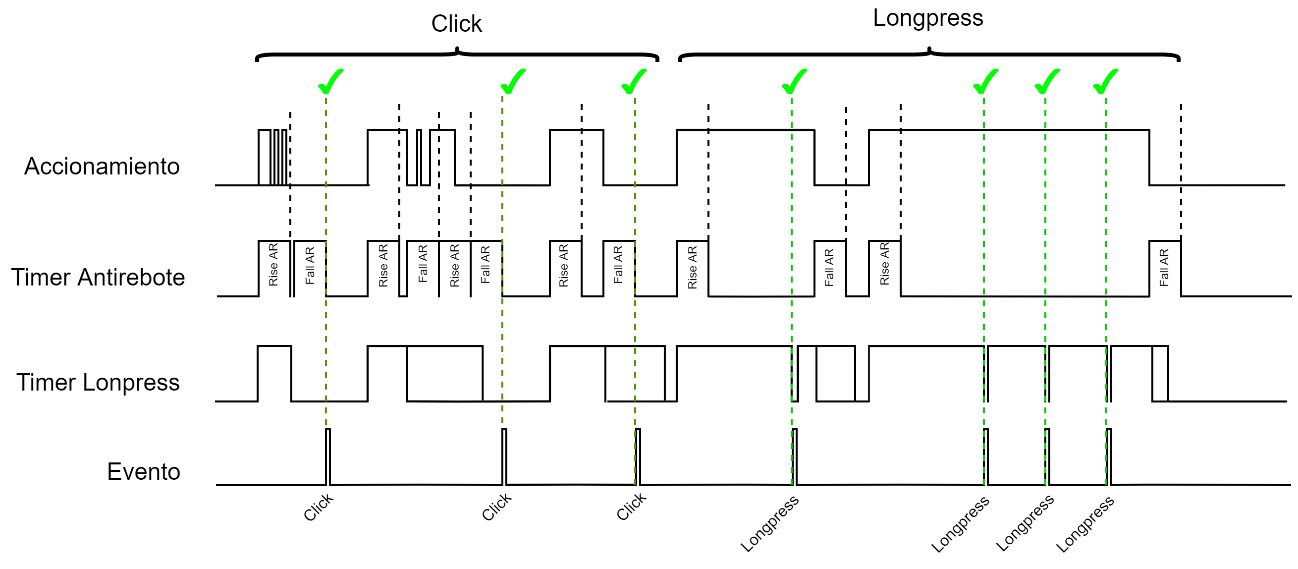 Click
Longpress
Accionamiento
Timer Antirebote
Rise AR
Fall AR
Rise AR
Fall AR
Rise AR
Fall AR
Rise AR
Fall AR
Rise AR
Fall AR
Rise AR
Fall AR
Timer Lonpress
Evento
Click
Click
Click
Longpress
Longpress
Longpress
Longpress